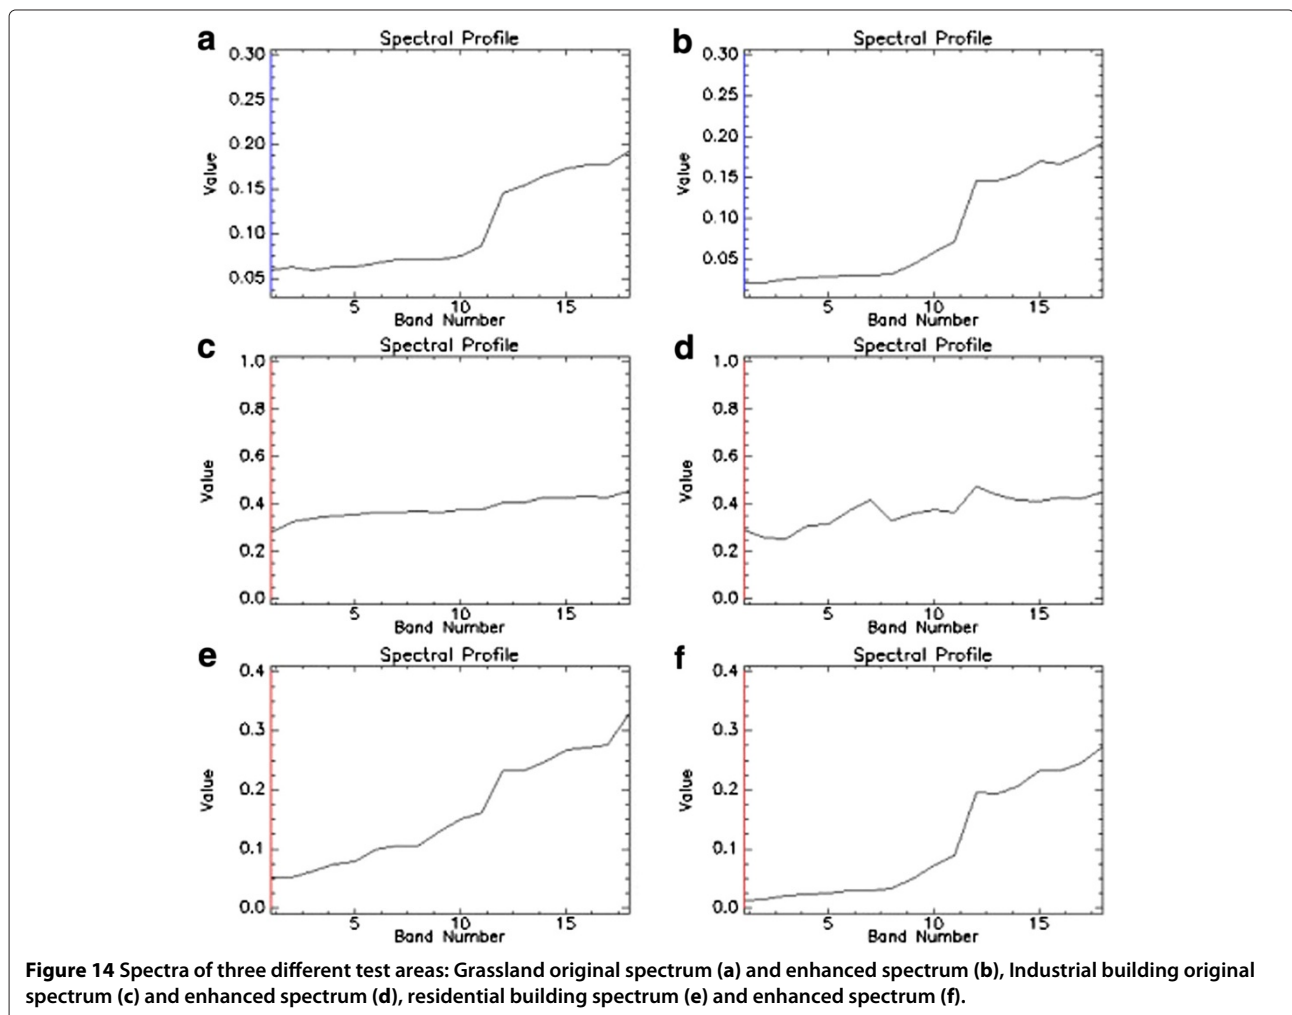 a
Spectral Profile
0.30
0.25
0.20
0.15
0.10
0.05
Value
5 10 15
Band Number
b
Spectral Profile
0.30
0.25
0.20
0.15
0.10
0.05
Value
5 10 15
Band Number
c
Spectral Profile
1.0
0.8
0.6
0.4
0.2
0.0
Value
5 10 15
Band Number
d
Spectral Profile
1.0
0.8
0.6
0.4
0.2
0.0
Value
5 10 15
Band Number
e
Spectral Profile
0.4
0.3
0.2
0.1
0.0
Value
5 10 15
Band Number
f
Spectral Profile
0.4
0.3
0.2
0.1
0.0
Value
5 10 15
Band Number
Figure 14 Spectra of three different test areas: Grassland original spectrum (a) and enhanced spectrum (b), Industrial building original
spectrum (c) and enhanced spectrum (d), residential building spectrum (e) and enhanced spectrum (f).